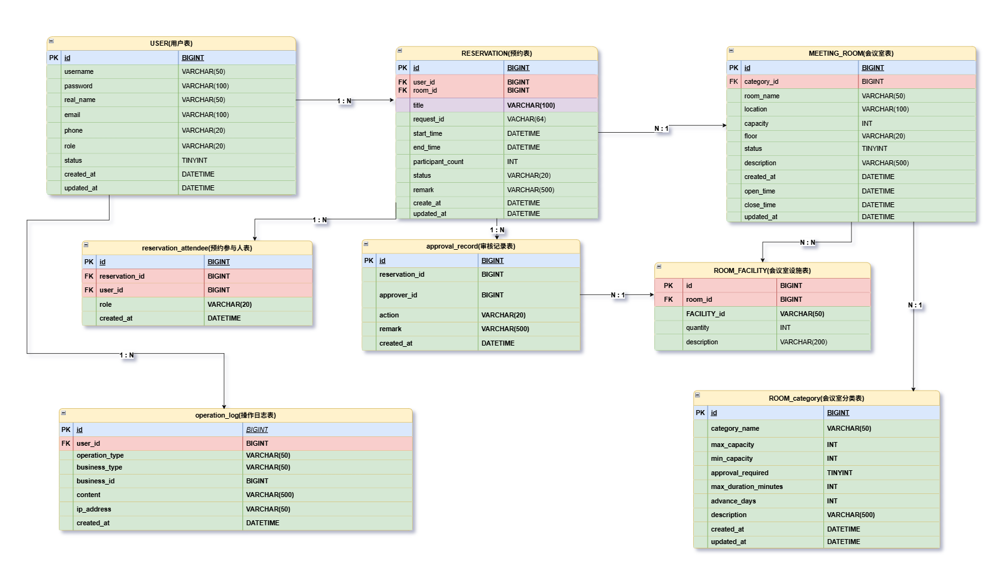 USER(用户表)
PK id BIGINT
username VARCHAR(50)
password VARCHAR(100)
real_name VARCHAR(50)
email VARCHAR(100)
phone VARCHAR(20)
role VARCHAR(20)
status TINYINT
created_at DATETIME
updated_at DATETIME
1 : N
RESERVATION(预约表)
PK id BIGINT
FK user_id BIGINT
FK room_id BIGINT
title VARCHAR(100)
request_id VACHAR(64)
start_time DATETIME
end_time DATETIME
participant_count INT
status VARCHAR(20)
remark VARCHAR(500)
create_at DATETIME
updated_at DATETIME
N : 1
MEETING_ROOM(会议室表)
PK id BIGINT
FK category_id BIGINT
room_name VARCHAR(50)
location VARCHAR(100)
capacity INT
floor VARCHAR(20)
status TINYINT
description VARCHAR(500)
created_at DATETIME
open_time DATETIME
close_time DATETIME
updated_at DATETIME
1 : N
1 : N
N : N
reservation_attendee(预约参与人表)
PK id BIGINT
FK reservation_id BIGINT
FK user_id BIGINT
role VARCHAR(20)
created_at DATETIME
approval_record(审核记录表)
PK id BIGINT
reservation_id BIGINT
approver_id BIGINT
action VARCHAR(20)
remark VARCHAR(500)
created_at DATETIME
N : 1
ROOM_FACILITY(会议室设施表)
PK id BIGINT
FK room_id BIGINT
FACILITY_id VARCHAR(50)
quantity INT
description VARCHAR(200)
N : 1
1 : N
operation_log(操作日志表)
PK id BIGINT
FK user_id BIGINT
operation_type VARCHAR(50)
business_type VARCHAR(50)
business_id BIGINT
content VARCHAR(500)
ip_address VARCHAR(50)
created_at DATETIME
ROOM_category(会议室分类表)
PK id BIGINT
category_name VARCHAR(50)
max_capacity INT
min_capacity INT
approval_required TINYINT
max_duration_minutes INT
advance_days INT
description VARCHAR(500)
created_at DATETIME
updated_at DATETIME